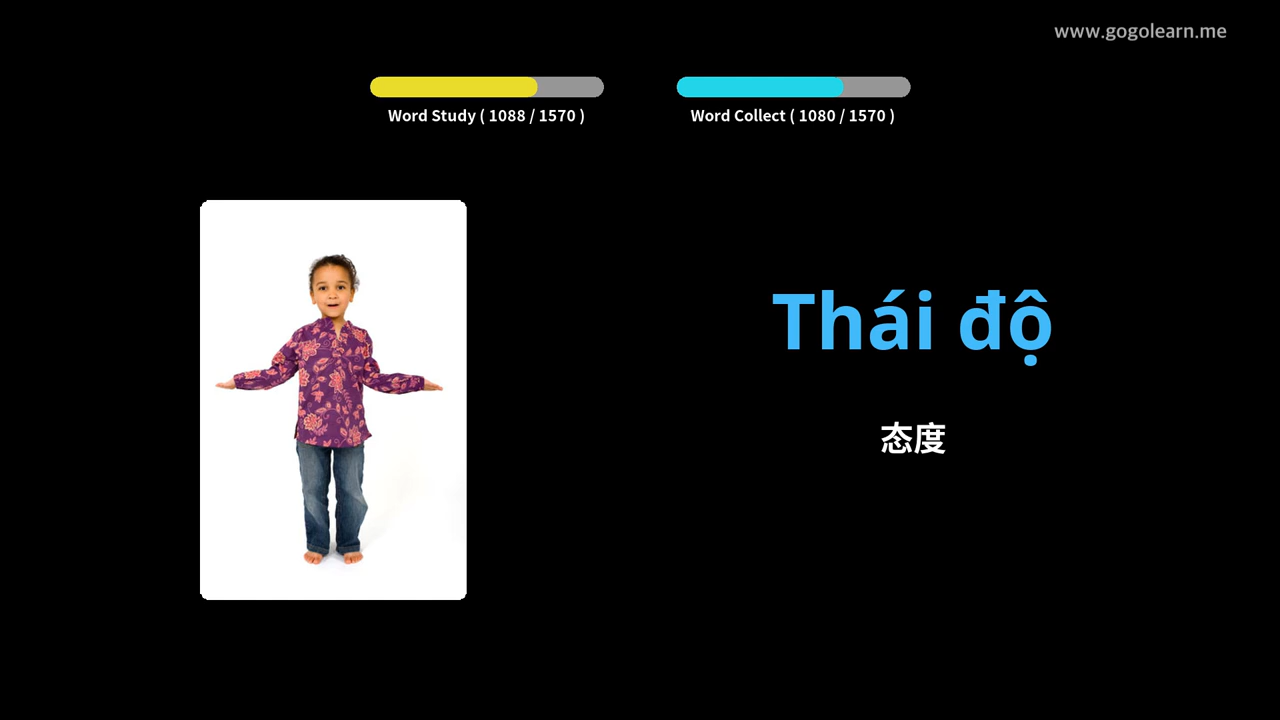 www.gogolearn.me
Word Study ( 1088 / 1570 )
Word Collect ( 1080 / 1570 )
Thái độ
态度